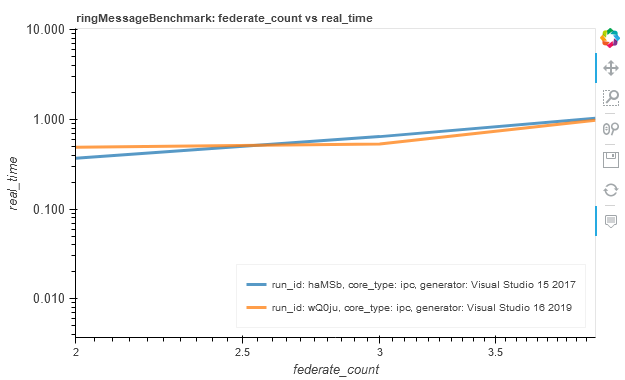 ringMessageBenchmark: federate_count vs real_time
10.000
1.000
0.100
0.010
real_time
run_id: haMSb, core_type: ipc, generator: Visual Studio 15 2017
run_id: wQ0ju, core_type: ipc, generator: Visual Studio 16 2019
2
2.5
3
3.5
federate_count